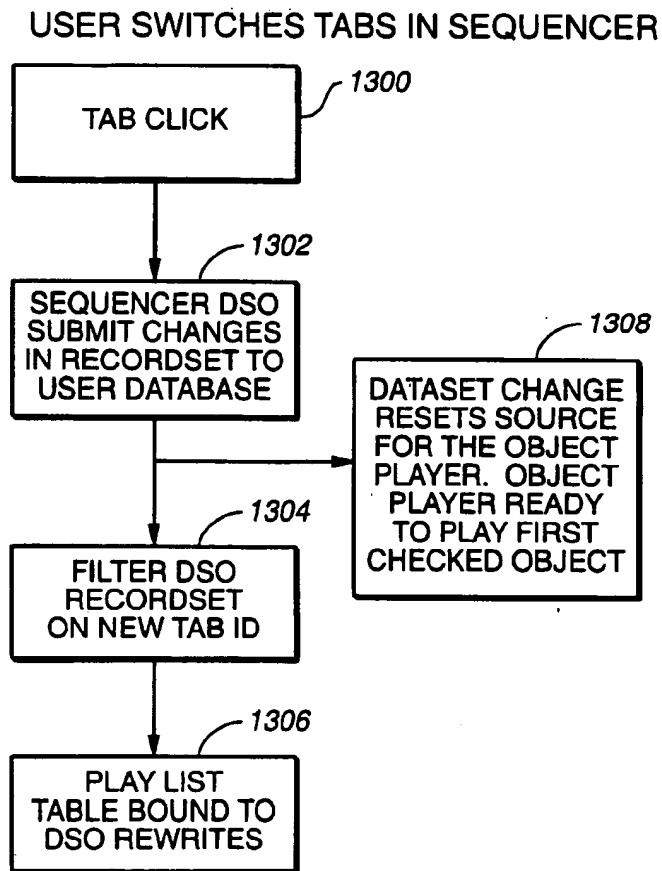 USER SWITCHES TABS IN SEQUENCER
1300
TAB CLICK
1302
SEQUENCER DSO
SUBMIT CHANGES
IN RECORDSET TO
USER DATABASE
1308
DATASET CHANGE
RESETS SOURCE
FOR THE OBJECT
PLAYER. OBJECT
PLAYER READY
TO PLAY FIRST
CHECKED OBJECT
1304
FILTER DSO
RECORDSET
ON NEW TAB ID
1306
PLAY LIST
TABLE BOUND TO
DSO REWRITES